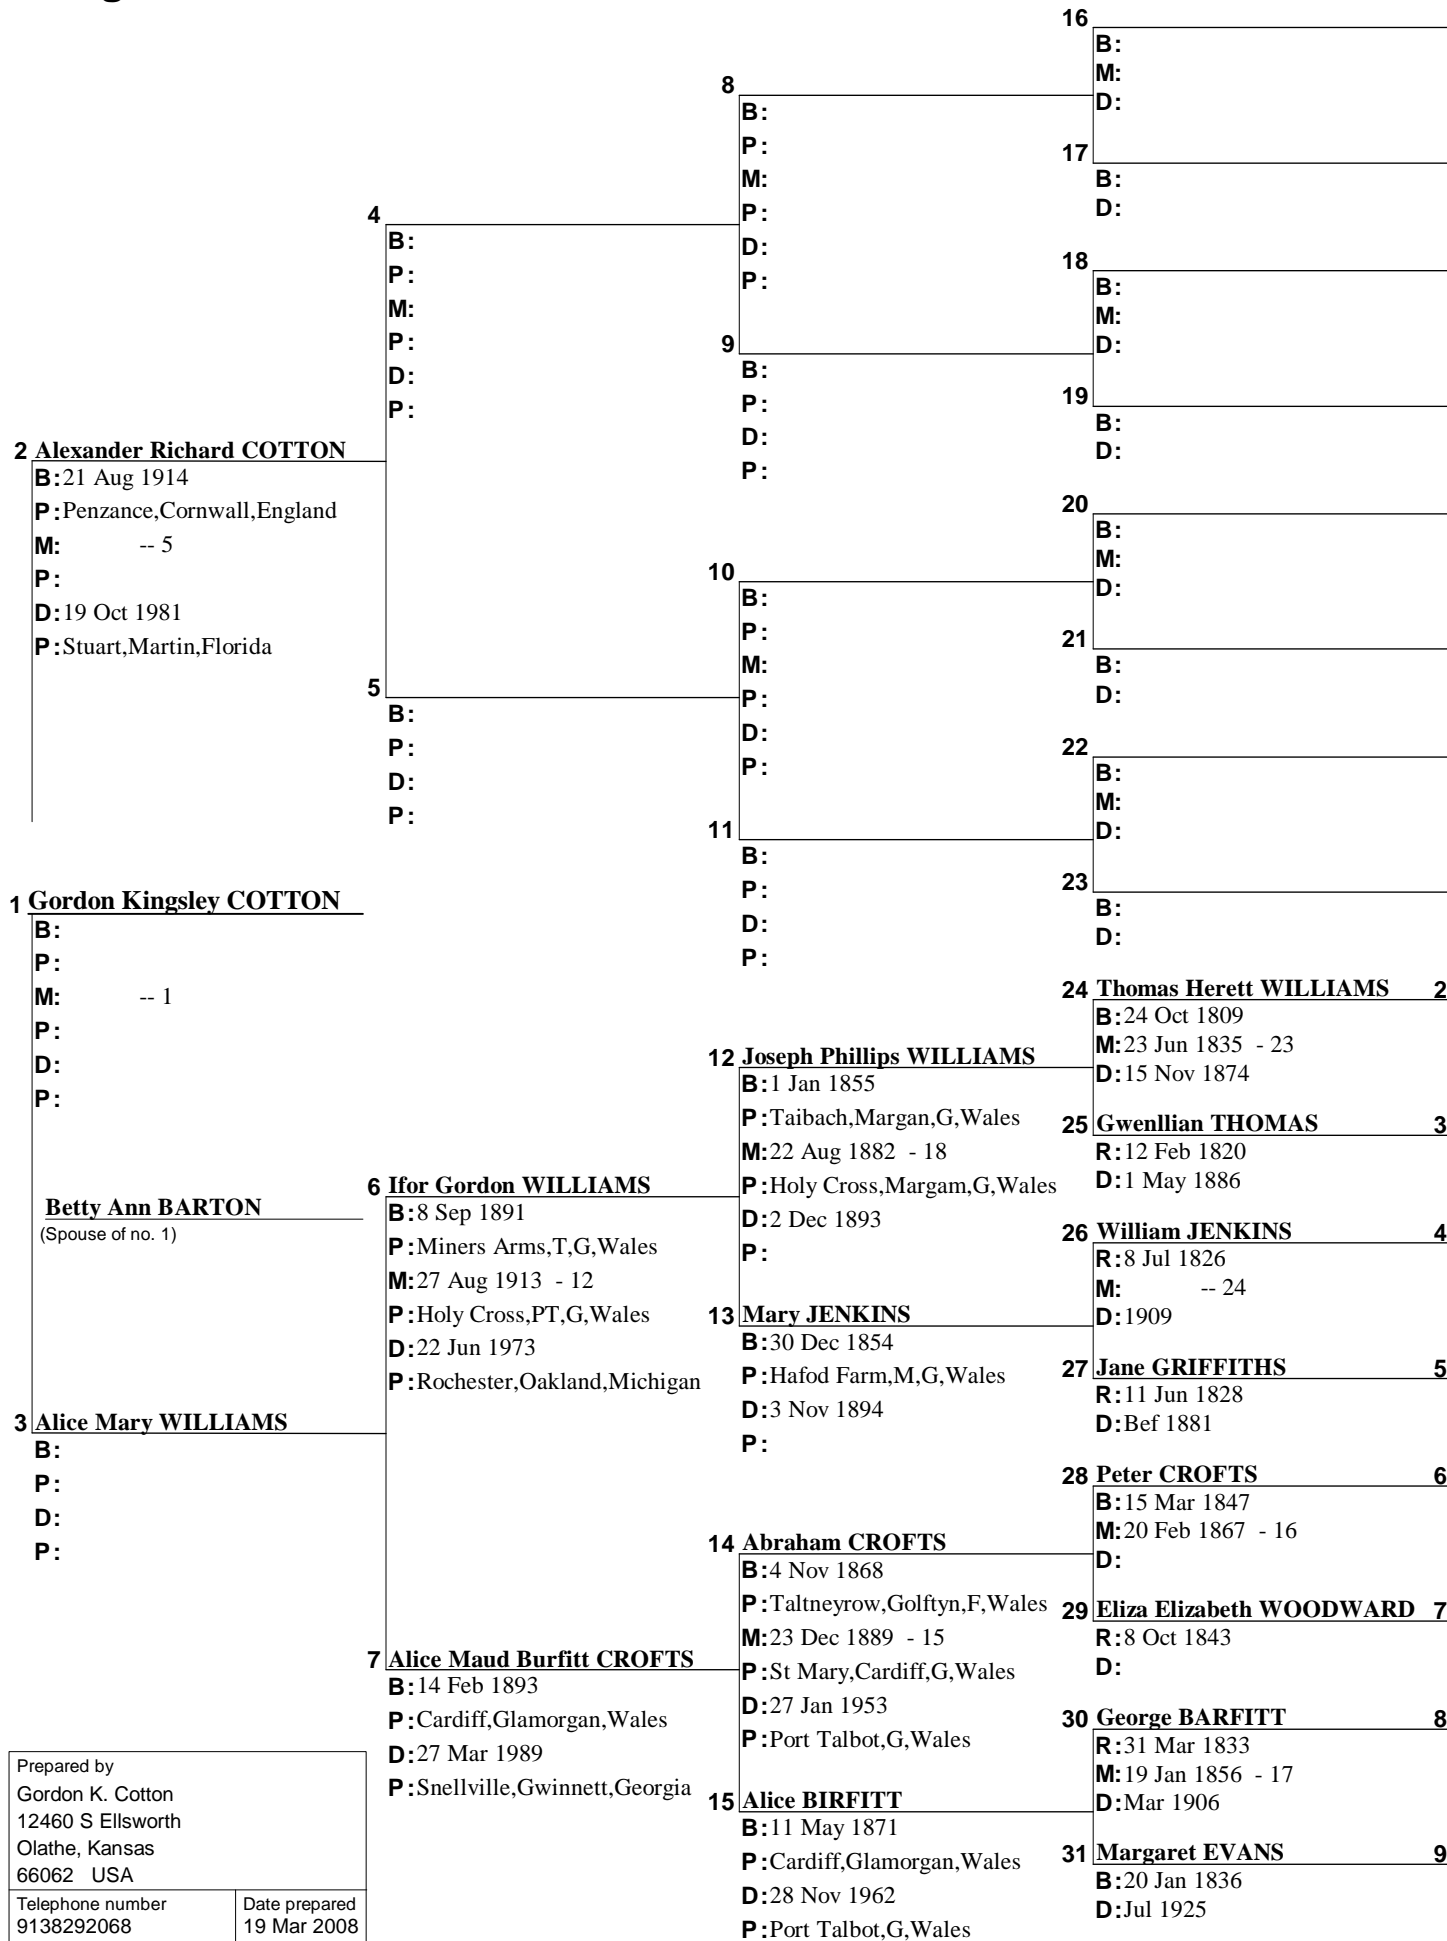 16
B:
M:
D:
8
B:
P:
M:
P:
D:
P:
17
B:
D:
4
B:
P:
M:
P:
D:
P:
18
B:
M:
D:
9
B:
P:
D:
P:
19
B:
D:
2 Alexander Richard COTTON
B:21 Aug 1914
P:Penzance,Cornwall,England
M: -- 5
P:
D:19 Oct 1981
P:Stuart,Martin,Florida
20
B:
M:
D:
10
B:
P:
M:
P:
D:
P:
21
B:
D:
5
B:
P:
D:
P:
22
B:
M:
D:
11
B:
P:
D:
P:
23
B:
D:
1 Gordon Kingsley COTTON
B:
P:
M: -- 1
P:
D:
P:
Betty Ann BARTON
(Spouse of no. 1)
24 Thomas Herett WILLIAMS 2
B:24 Oct 1809
M:23 Jun 1835 - 23
D:15 Nov 1874
12 Joseph Phillips WILLIAMS
B:1 Jan 1855
P:Taibach,Margan,G,Wales
M:22 Aug 1882 - 18
P:Holy Cross,Margam,G,Wales
D:2 Dec 1893
P:
25 Gwenllian THOMAS 3
R:12 Feb 1820
D:1 May 1886
6 Ifor Gordon WILLIAMS
B:8 Sep 1891
P:Miners Arms,T,G,Wales
M:27 Aug 1913 - 12
P:Holy Cross,PT,G,Wales
D:22 Jun 1973
P:Rochester,Oakland,Michigan
26 William JENKINS 4
R:8 Jul 1826
M: -- 24
D:1909
13 Mary JENKINS
B:30 Dec 1854
P:Hafod Farm,M,G,Wales
D:3 Nov 1894
P:
27 Jane GRIFFITHS 5
R:11 Jun 1828
D:Bef 1881
3 Alice Mary WILLIAMS
B:
P:
D:
P:
28 Peter CROFTS 6
B:15 Mar 1847
M:20 Feb 1867 - 16
D:
14 Abraham CROFTS
B:4 Nov 1868
P:Taltneyrow,Golftyn,F,Wales
M:23 Dec 1889 - 15
P:St Mary,Cardiff,G,Wales
D:27 Jan 1953
P:Port Talbot,G,Wales
29 Eliza Elizabeth WOODWARD 7
R:8 Oct 1843
D:
7 Alice Maud Burfitt CROFTS
B:14 Feb 1893
P:Cardiff,Glamorgan,Wales
D:27 Mar 1989
P:Snellville,Gwinnett,Georgia
30 George BARFITT 8
R:31 Mar 1833
M:19 Jan 1856 - 17
D:Mar 1906
15 Alice BIRFITT
B:11 May 1871
P:Cardiff,Glamorgan,Wales
D:28 Nov 1962
P:Port Talbot,G,Wales
31 Margaret EVANS 9
B:20 Jan 1836
D:Jul 1925
Prepared by
Gordon K. Cotton
12460 S Ellsworth
Olathe, Kansas
66062 USA
Telephone number
9138292068
Date prepared
19 Mar 2008